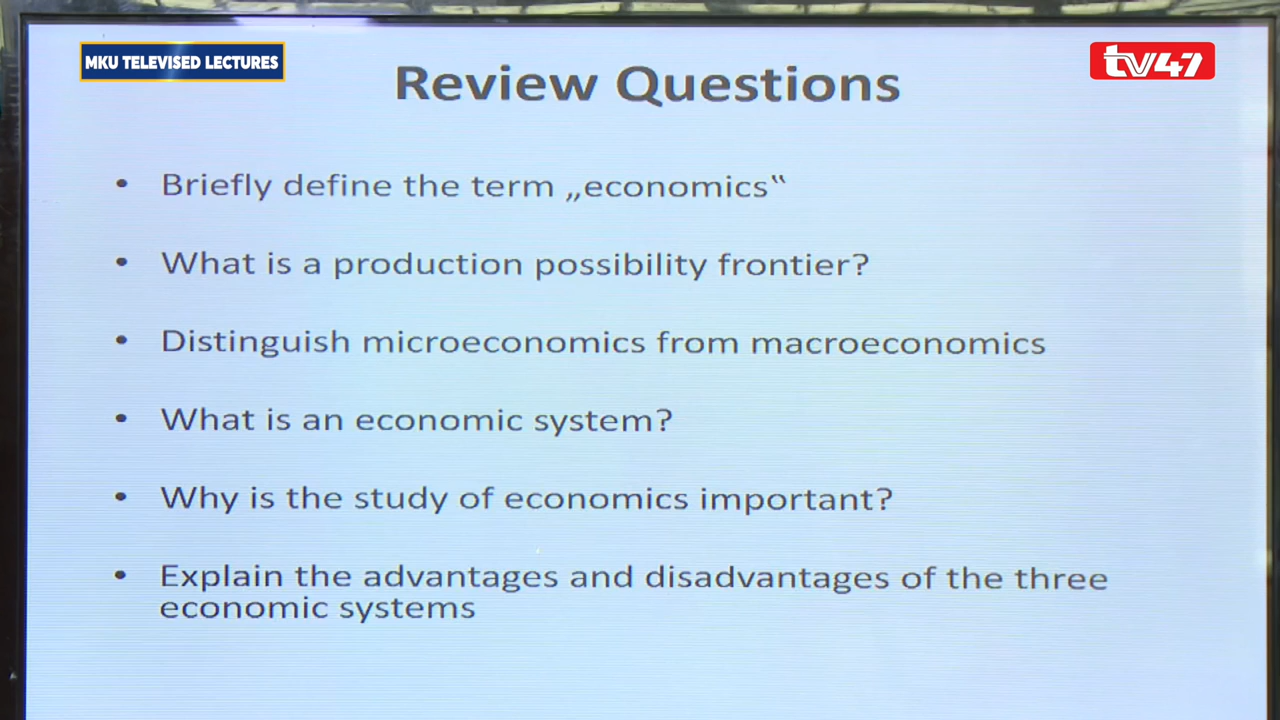 MKU TELEVISED LECTURES
tv47
Review Questions
• Briefly define the term „economics‟
• What is a production possibility frontier?
• Distinguish microeconomics from macroeconomics
• What is an economic system?
• Why is the study of economics important?
• Explain the advantages and disadvantages of the three
economic systems